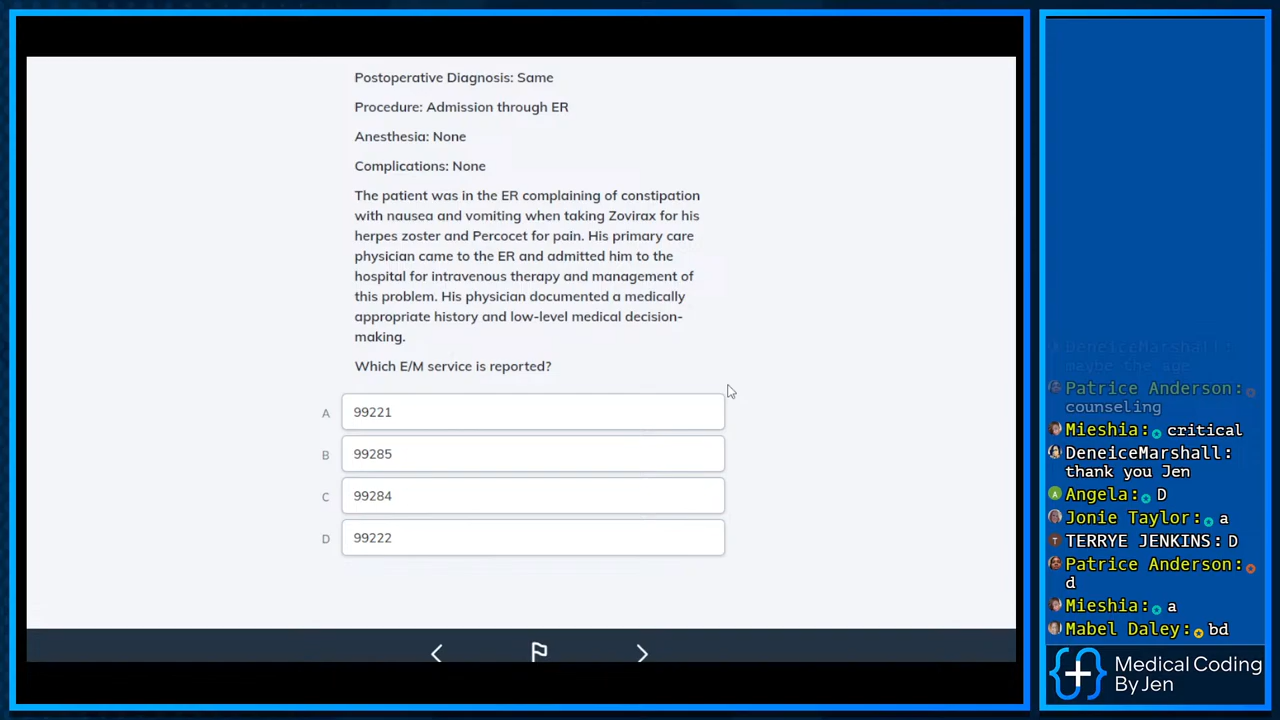 Postoperative Diagnosis: Same
Procedure: Admission through ER
Anesthesia: None
Complications: None
The patient was in the ER complaining of constipation
with nausea and vomiting when taking Zovirax for his
herpes zoster and Percocet for pain. His primary care
physician came to the ER and admitted him to the
hospital for intravenous therapy and management of
this problem. His physician documented a medically
appropriate history and low-level medical decision-
making.
Which E/M service is reported?
A 99221
B 99285
C 99284
D 99222
DeneiceMarshall:
maybe the age
Patrice Anderson:
counseling
Mieshia: critical
DeneiceMarshall:
thank you Jen
Angela: D
Jonie Taylor: a
TERRYE JENKINS: D
Patrice Anderson:
d
Mieshia: a
Mabel Daley: bd
Medical Coding
By Jen